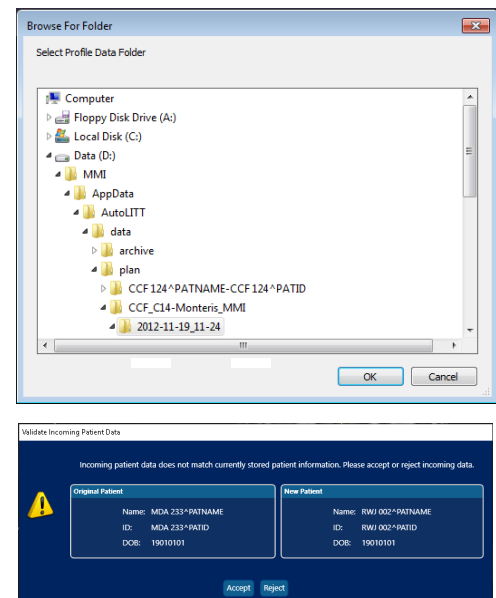 Browse For Folder
Select Profile Data Folder
Computer
Floppy Disk Drive (A:)
Local Disk (C:)
Data (D:)
MMI
AppData
AutoLITT
data
archive
plan
CCF124^PATNAME-CCF124^PATID
CCF_C14-Monteris_MMI
2012-11-19_11-24
OK Cancel
Validate Incoming Patient Data
Incoming patient data does not match currently stored patient information. Please accept or reject incoming data.
Original Patient New Patient
Name: MDA 233^PATNAME Name: RWJ 002^PATNAME
ID: MDA 233^PATID ID: RWJ 002^PATID
DOB: 19010101 DOB: 19010101
Accept Reject